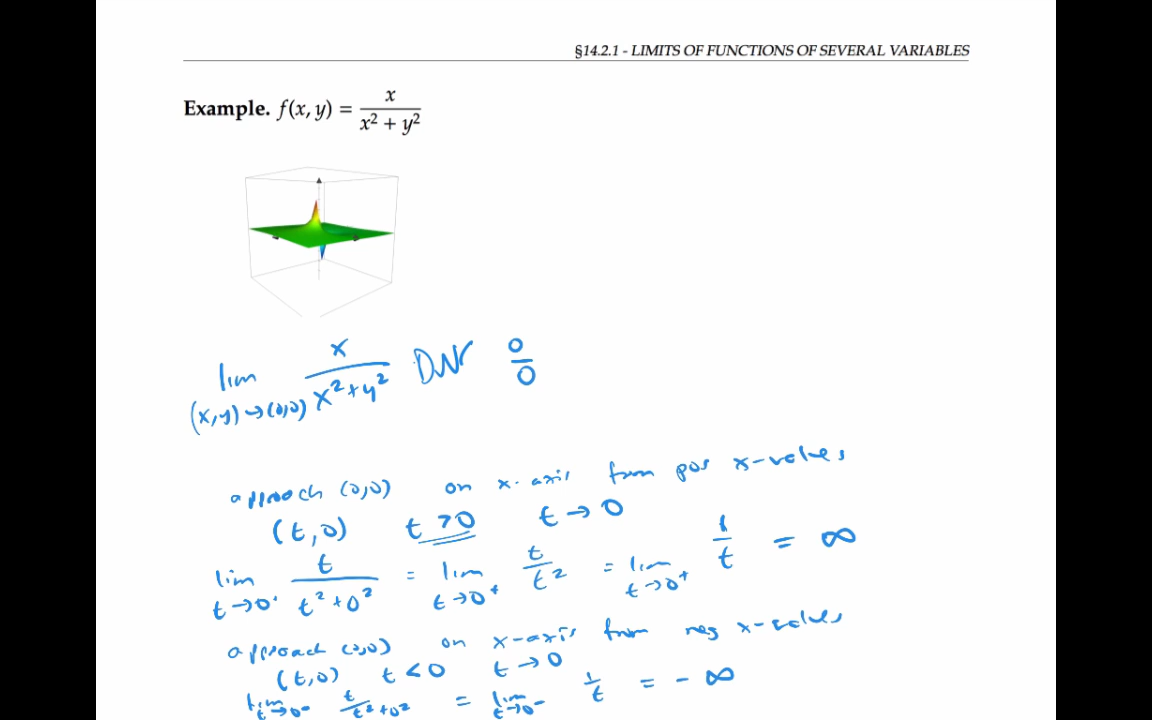 §14.2.1 - LIMITS OF FUNCTIONS OF SEVERAL VARIABLES
Example. f(x, y) = x / (x² + y²)
lim (x,y)→(0,0) x / (x²+y²) DNE 0/0
approach (0,0) on x-axis from pos x-values
(t,0) t>0 t→0
lim t→0⁺ t / (t²+0²) = lim t→0⁺ t / t² = lim t→0⁺ 1/t = ∞
approach (0,0) on x-axis from neg x-values
(t,0) t<0 t→0
lim t→0⁻ t / (t²+0²) = lim t→0⁻ 1/t = -∞